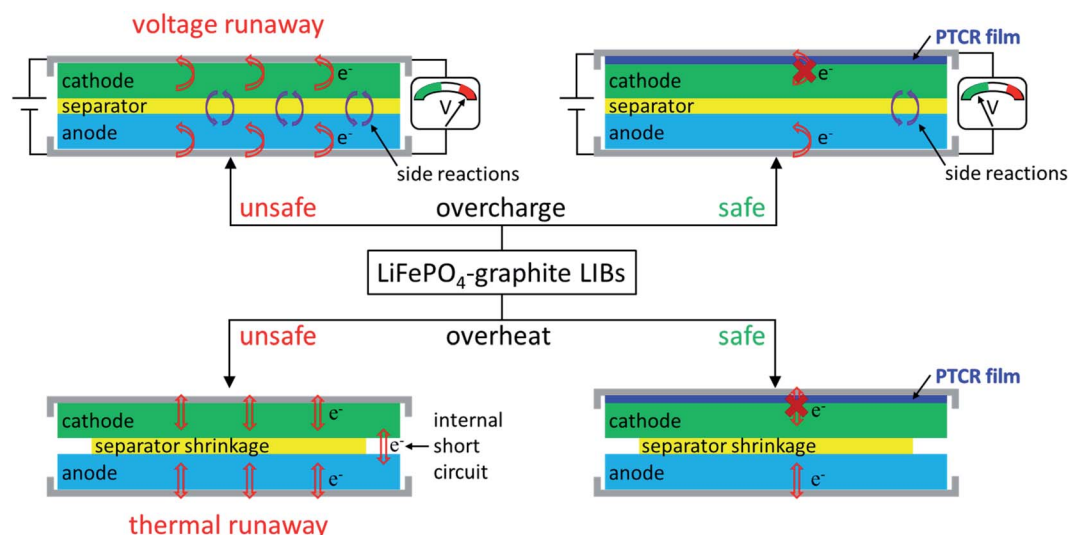 voltage runaway
PTCR film
cathode
e-
separator
anode
e-
V
side reactions
cathode
e-
separator
anode
e-
V
side reactions
unsafe
overcharge
safe
LiFePO₄-graphite LIBs
unsafe
overheat
safe
cathode
e-
separator shrinkage
anode
e-
e-
internal
short
circuit
thermal runaway
PTCR film
cathode
e-
separator shrinkage
anode
e-